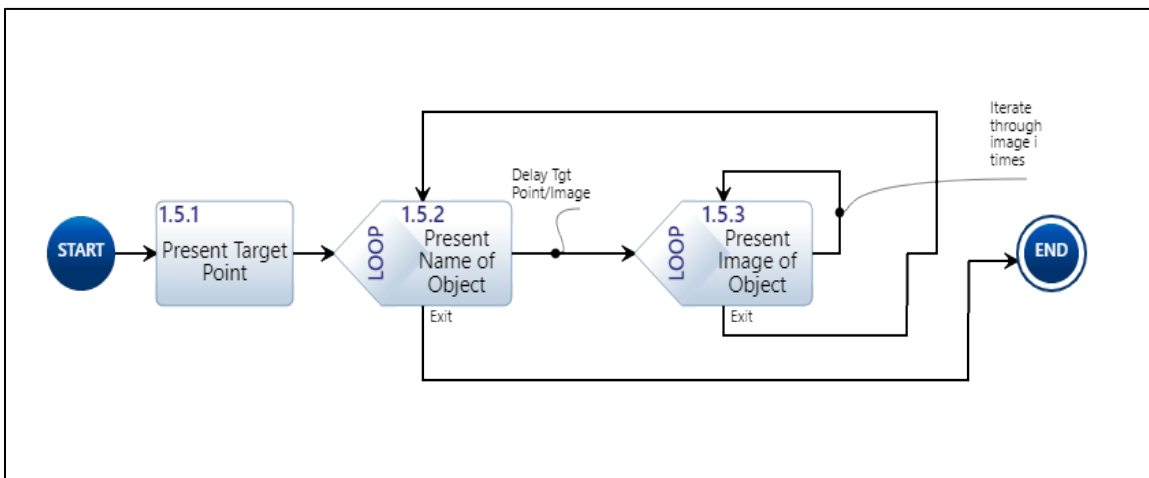 START
1.5.1
Present Target
Point
LOOP
1.5.2
Present
Name of
Object
Exit
Delay Tgt
Point/Image
LOOP
1.5.3
Present
Image of
Object
Exit
Iterate
through
image i
times
END